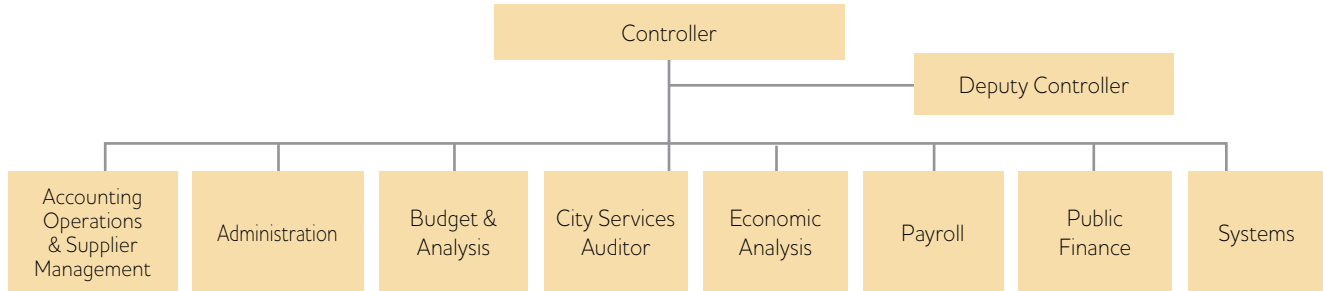 Controller
Deputy Controller
Accounting
Operations
& Supplier
Management
Administration
Budget &
Analysis
City Services
Auditor
Economic
Analysis
Payroll
Public
Finance
Systems